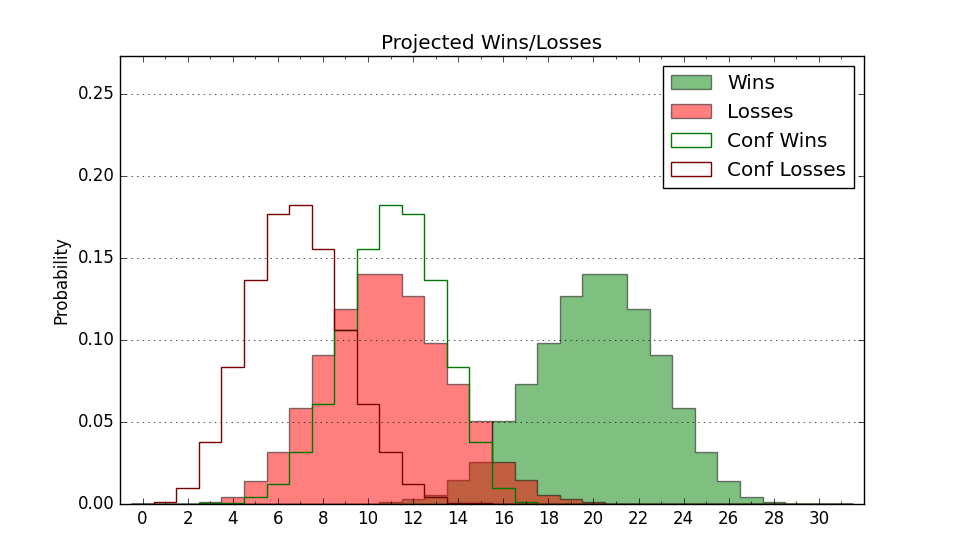 Projected Wins/Losses
Wins
Losses
Conf Wins
Conf Losses
Probability
0.25
0.20
0.15
0.10
0.05
0.00
0 2 4 6 8 10 12 14 16 18 20 22 24 26 28 30